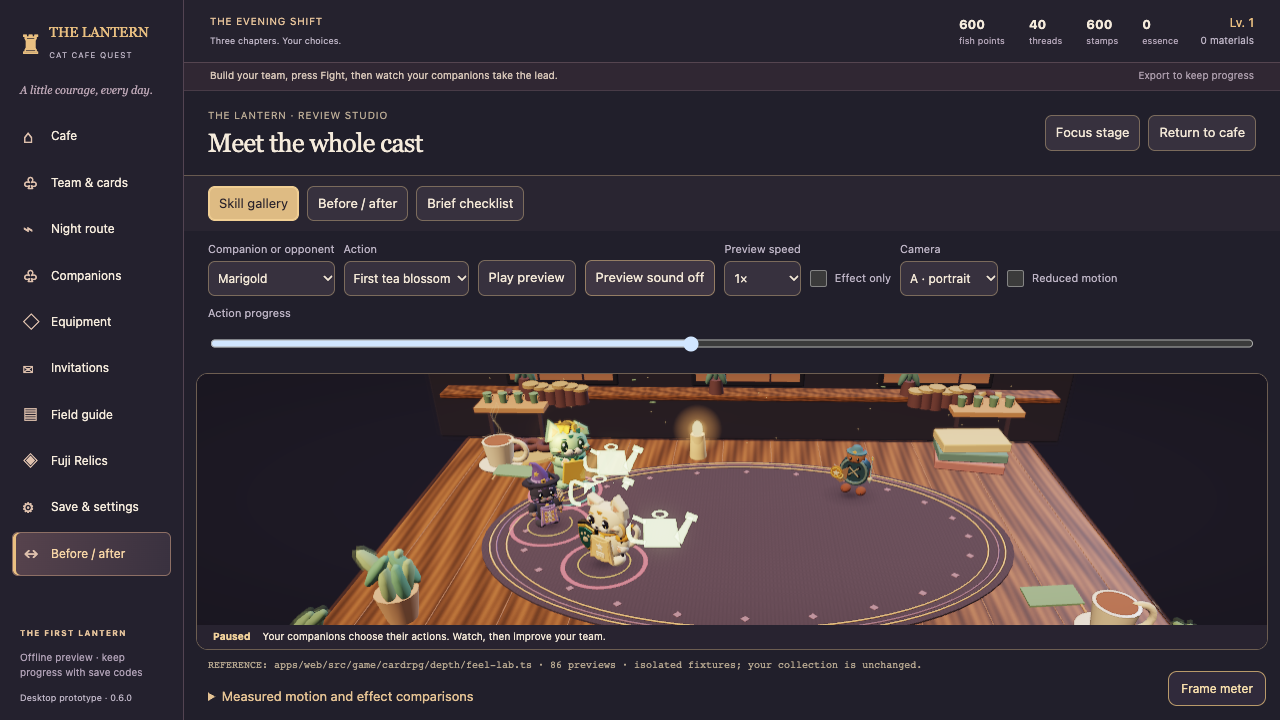 THE LANTERN
CAT CAFE QUEST
A little courage, every day.
Cafe
Team & cards
Night route
Companions
Equipment
Invitations
Field guide
Fuji Relics
Save & settings
Before / after
THE FIRST LANTERN
Offline preview · keep
progress with save codes
Desktop prototype · 0.6.0
THE EVENING SHIFT
Three chapters. Your choices.
600
fish points
40
threads
600
stamps
0
essence
Lv. 1
0 materials
Build your team, press Fight, then watch your companions take the lead.
Export to keep progress
THE LANTERN · REVIEW STUDIO
Meet the whole cast
Focus stage
Return to cafe
Skill gallery
Before / after
Brief checklist
Companion or opponent
Action
Preview speed
Camera
Marigold
First tea blossom
Play preview
Preview sound off
1x
Effect only
A · portrait
Reduced motion
Action progress
Paused Your companions choose their actions. Watch, then improve your team.
REFERENCE: apps/web/src/game/cardrpg/depth/feel-lab.ts · 86 previews · isolated fixtures; your collection is unchanged.
Measured motion and effect comparisons
Frame meter